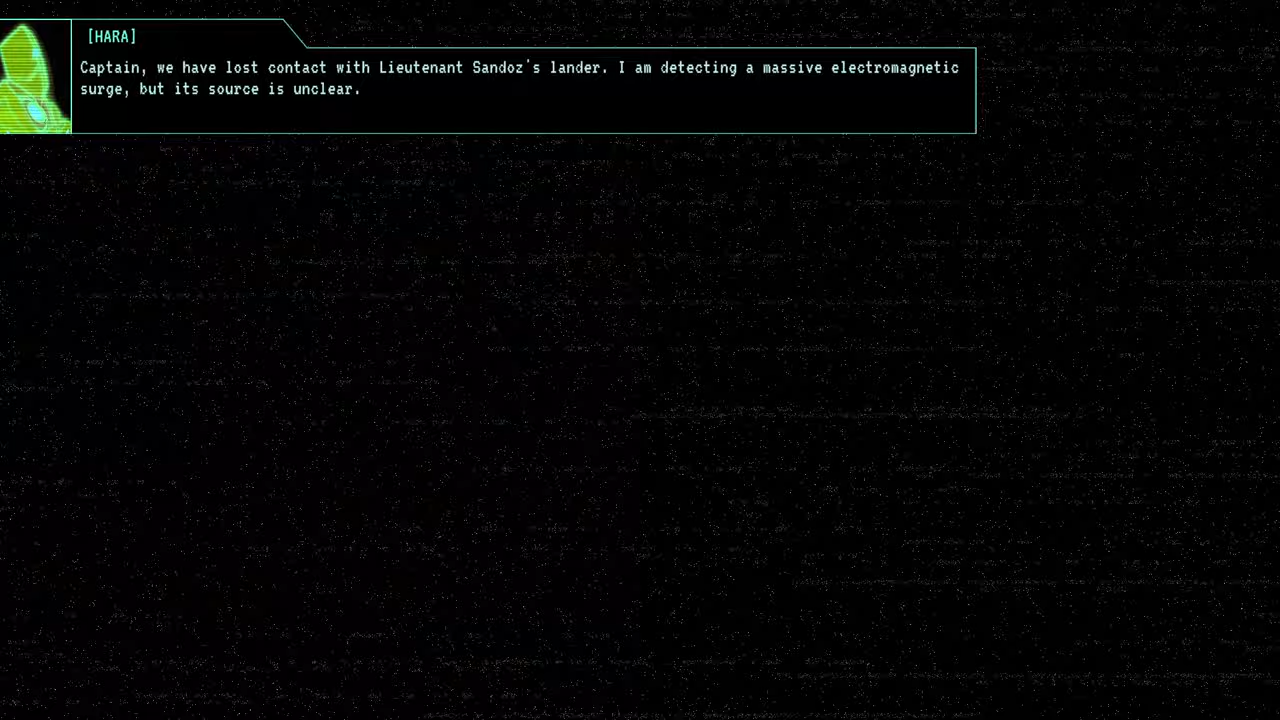 [HARA]
Captain, we have lost contact with Lieutenant Sandoz's lander. I am detecting a massive electromagnetic
surge, but its source is unclear.